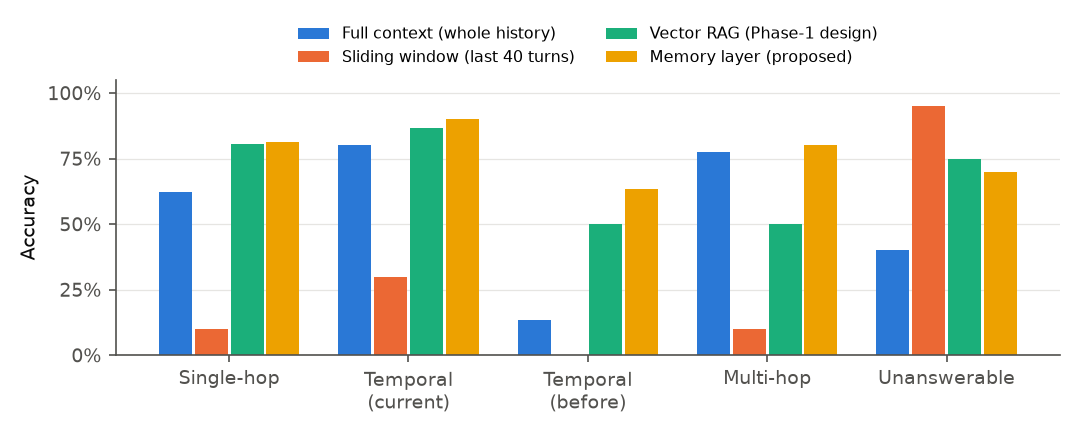 Full context (whole history)
Sliding window (last 40 turns)
Vector RAG (Phase-1 design)
Memory layer (proposed)
Accuracy
100%
75%
50%
25%
0%
Single-hop
Temporal
(current)
Temporal
(before)
Multi-hop
Unanswerable